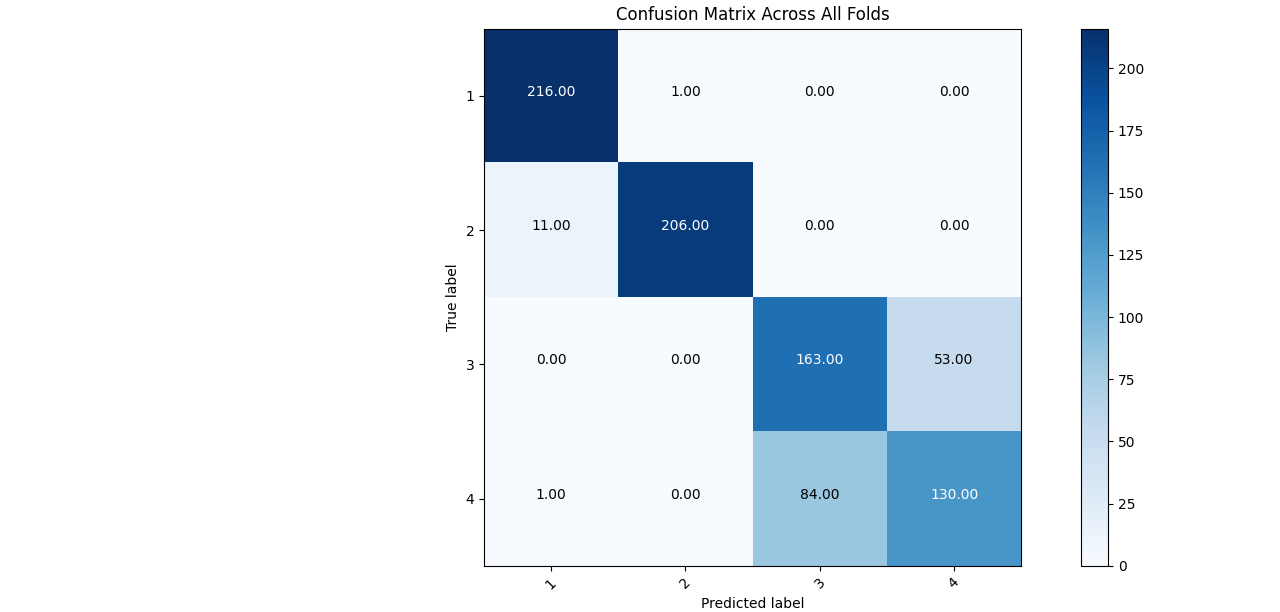 Confusion Matrix Across All Folds
True label
1 216.00 1.00 0.00 0.00
2 11.00 206.00 0.00 0.00
3 0.00 0.00 163.00 53.00
4 1.00 0.00 84.00 130.00
1 2 3 4
Predicted label
200
175
150
125
100
75
50
25
0